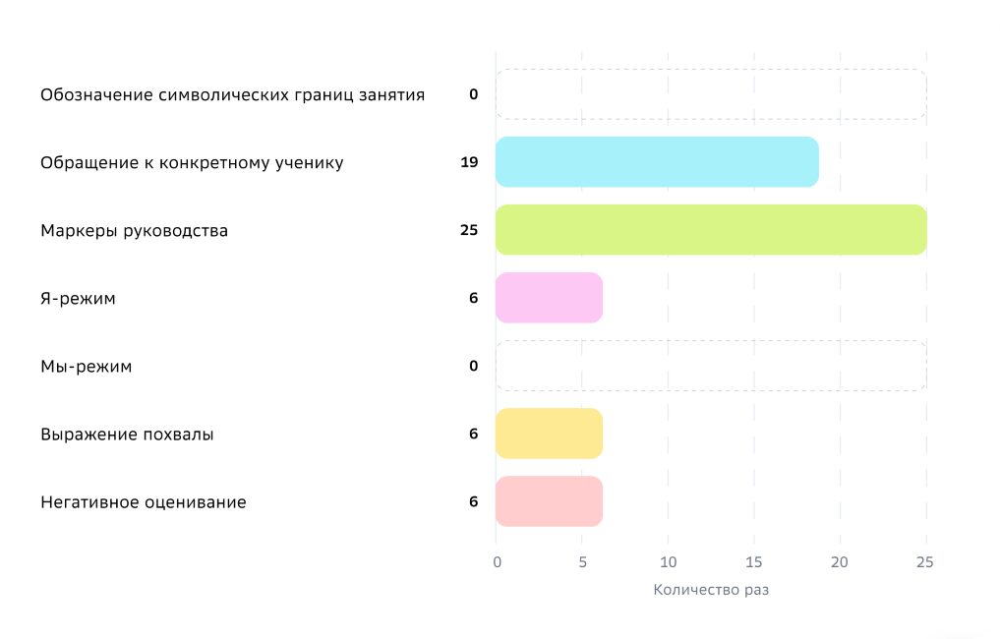 Обозначение символических границ занятия 0
Обращение к конкретному ученику 19
Маркеры руководства 25
Я-режим 6
Мы-режим 0
Выражение похвалы 6
Негативное оценивание 6
0 5 10 15 20 25
Количество раз